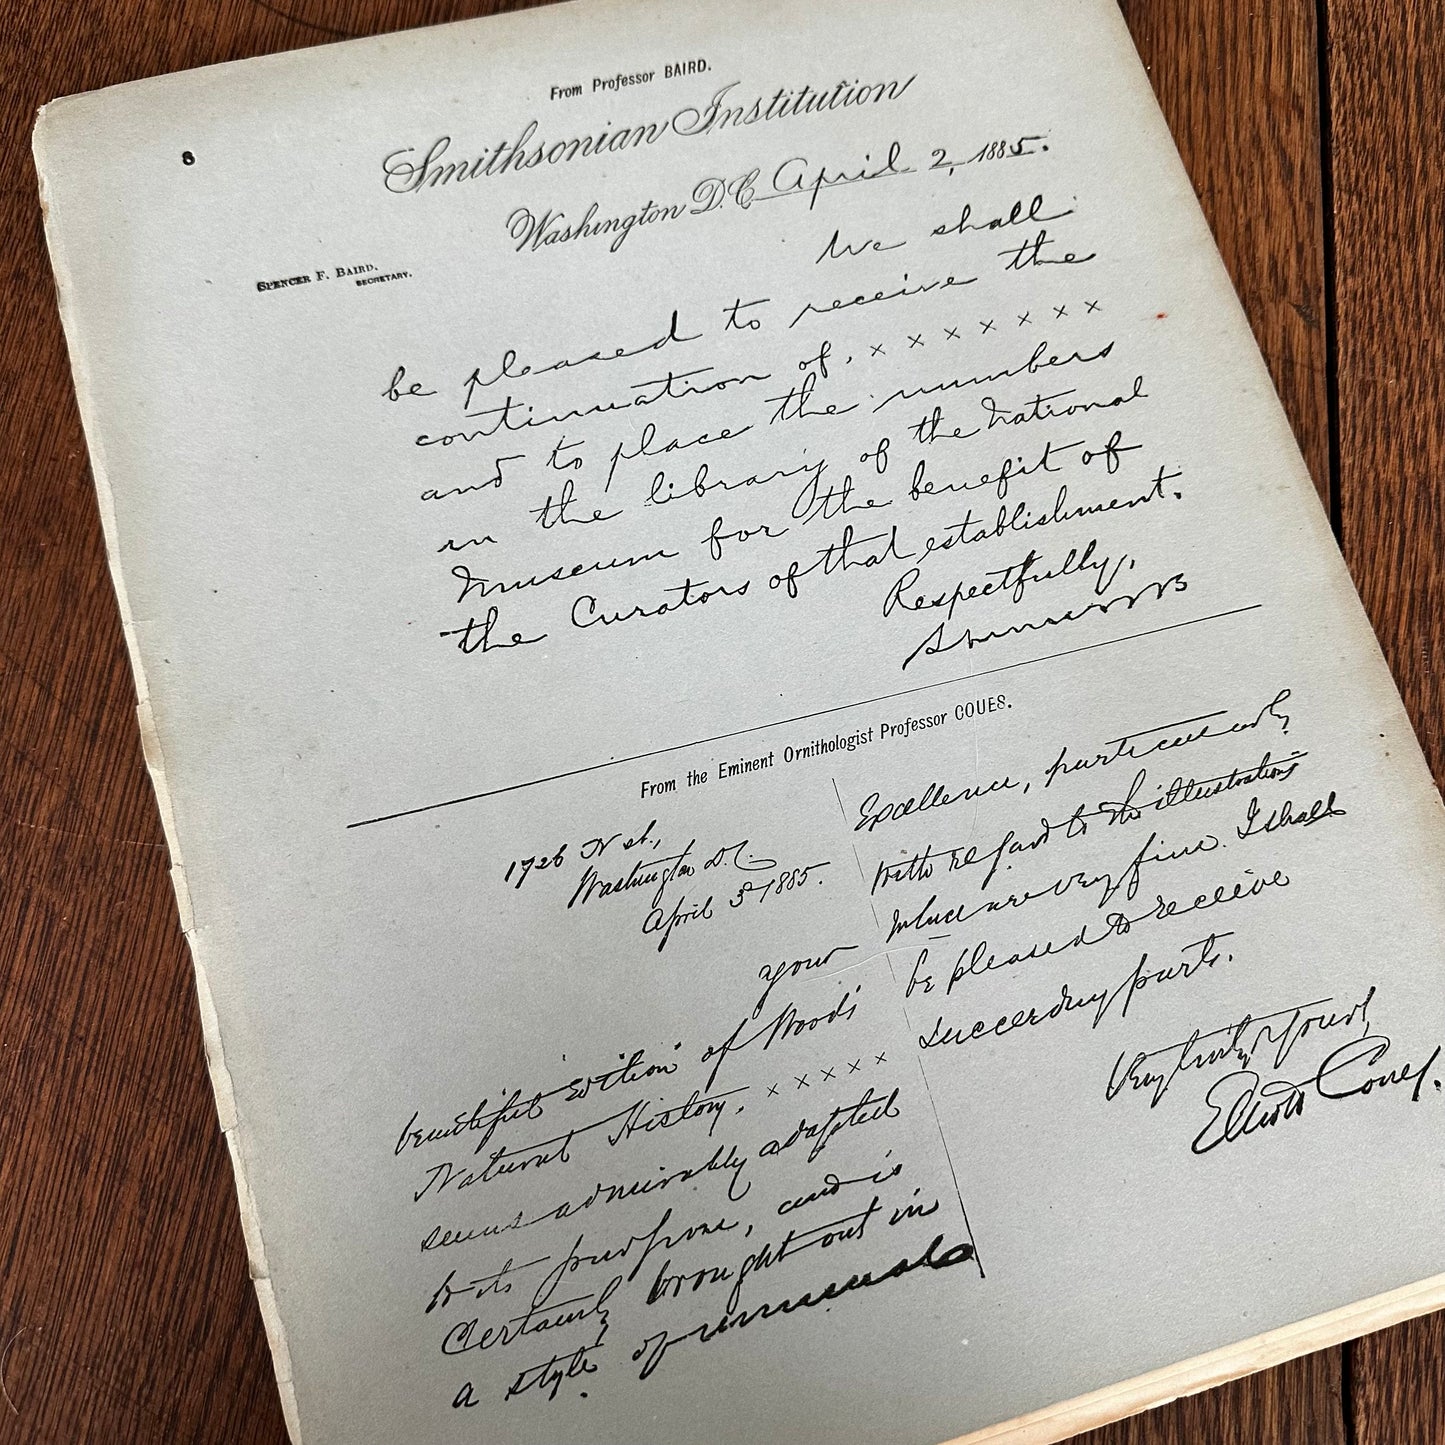 8
From Professor BAIRD.
Smithsonian Institution
Washington D.C. April 2, 1885.
SPENCER F. BAIRD.
SECRETARY.
We shall
be pleased to receive the
continuation of. x x x x x x x
and to place the numbers
in the library of the National
Museum for the benefit of
the Curators of that establishment.
Respectfully,
From the Eminent Ornithologist Professor COUES.
1726 N st.,
Washington D.C.
April 3d 1885.
your
beautiful edition of Wood's
Natural History. x x x x x
seems admirably adapted
to its purpose, and is
Certainly brought out in
a style of unusual
Excellence, particularly
with regard to the illustrations
which are very fine. I shall
be pleased to receive
succeeding parts.
Very truly Yours,
Elliott Coues.